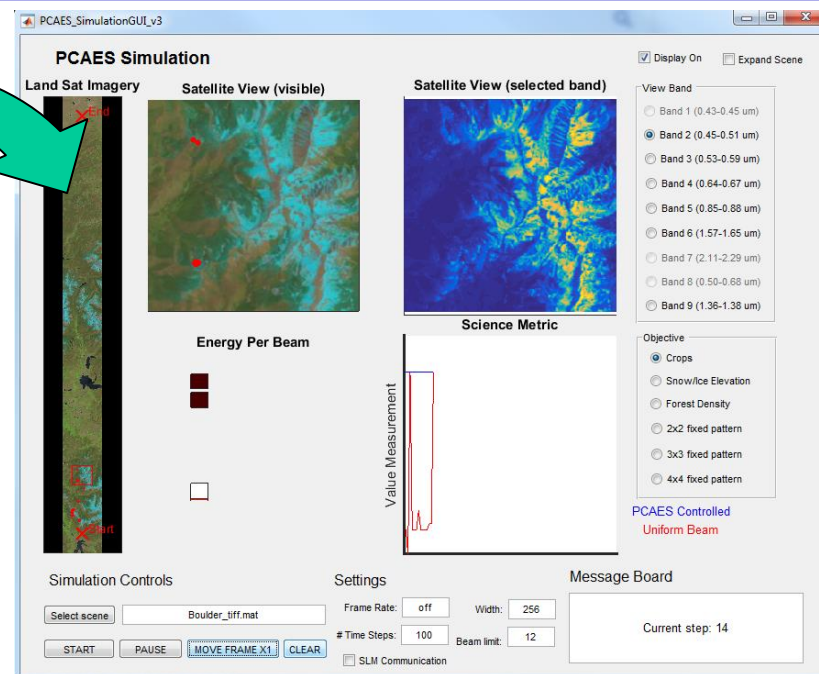 PCAES_SimulationGUI_v3
PCAES Simulation
Display On
Expand Scene
Land Sat Imagery
Satellite View (visible)
Satellite View (selected band)
View Band
End
Band 1 (0.43-0.45 um)
Band 2 (0.45-0.51 um)
Band 3 (0.53-0.59 um)
Band 4 (0.64-0.67 um)
Band 5 (0.85-0.88 um)
Band 6 (1.57-1.65 um)
Band 7 (2.11-2.29 um)
Band 8 (0.50-0.68 um)
Band 9 (1.36-1.38 um)
Energy Per Beam
Science Metric
Value Measurement
Objective
Crops
Snow/Ice Elevation
Forest Density
2x2 fixed pattern
3x3 fixed pattern
4x4 fixed pattern
Start
PCAES Controlled
Uniform Beam
Simulation Controls
Settings
Message Board
Select scene
Boulder_tiff.mat
Frame Rate: off
Width: 256
# Time Steps: 100
Beam limit: 12
Current step: 14
START
PAUSE
MOVE FRAME X1
CLEAR
SLM Communication